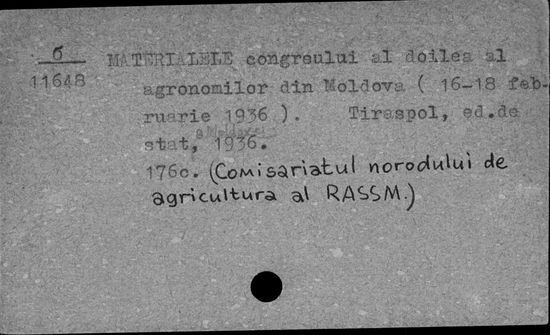 б
11648
MATERIALELE congresului al doilea al
agronomilor din Moldova ( 16-18 feb-
ruarie 1936 ). Tiraspol, ed.de
a Moldovei
stat, 1936.
176c. (Comisariatul norodului de
agricultura al RASSM.)